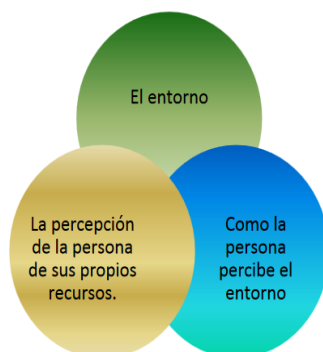 El entorno
La percepción
de la persona
de sus propios
recursos.
Como la
persona
percibe el
entorno